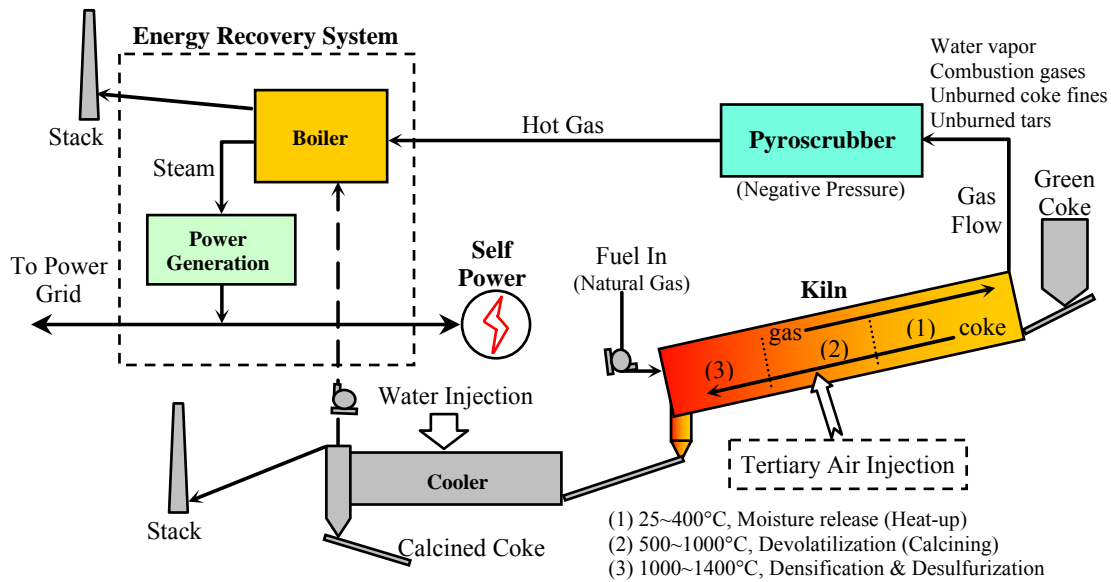 Energy Recovery System
Stack
Boiler
Steam
Power
Generation
To Power
Grid
Self
Power
Hot Gas
Pyroscrubber
(Negative Pressure)
Water vapor
Combustion gases
Unburned coke fines
Unburned tars
Gas
Flow
Green
Coke
Fuel In
(Natural Gas)
Kiln
gas
coke
(1)
(2)
(3)
Tertiary Air Injection
Water Injection
Cooler
Stack
Calcined Coke
(1) 25~400°C, Moisture release (Heat-up)
(2) 500~1000°C, Devolatilization (Calcining)
(3) 1000~1400°C, Densification & Desulfurization